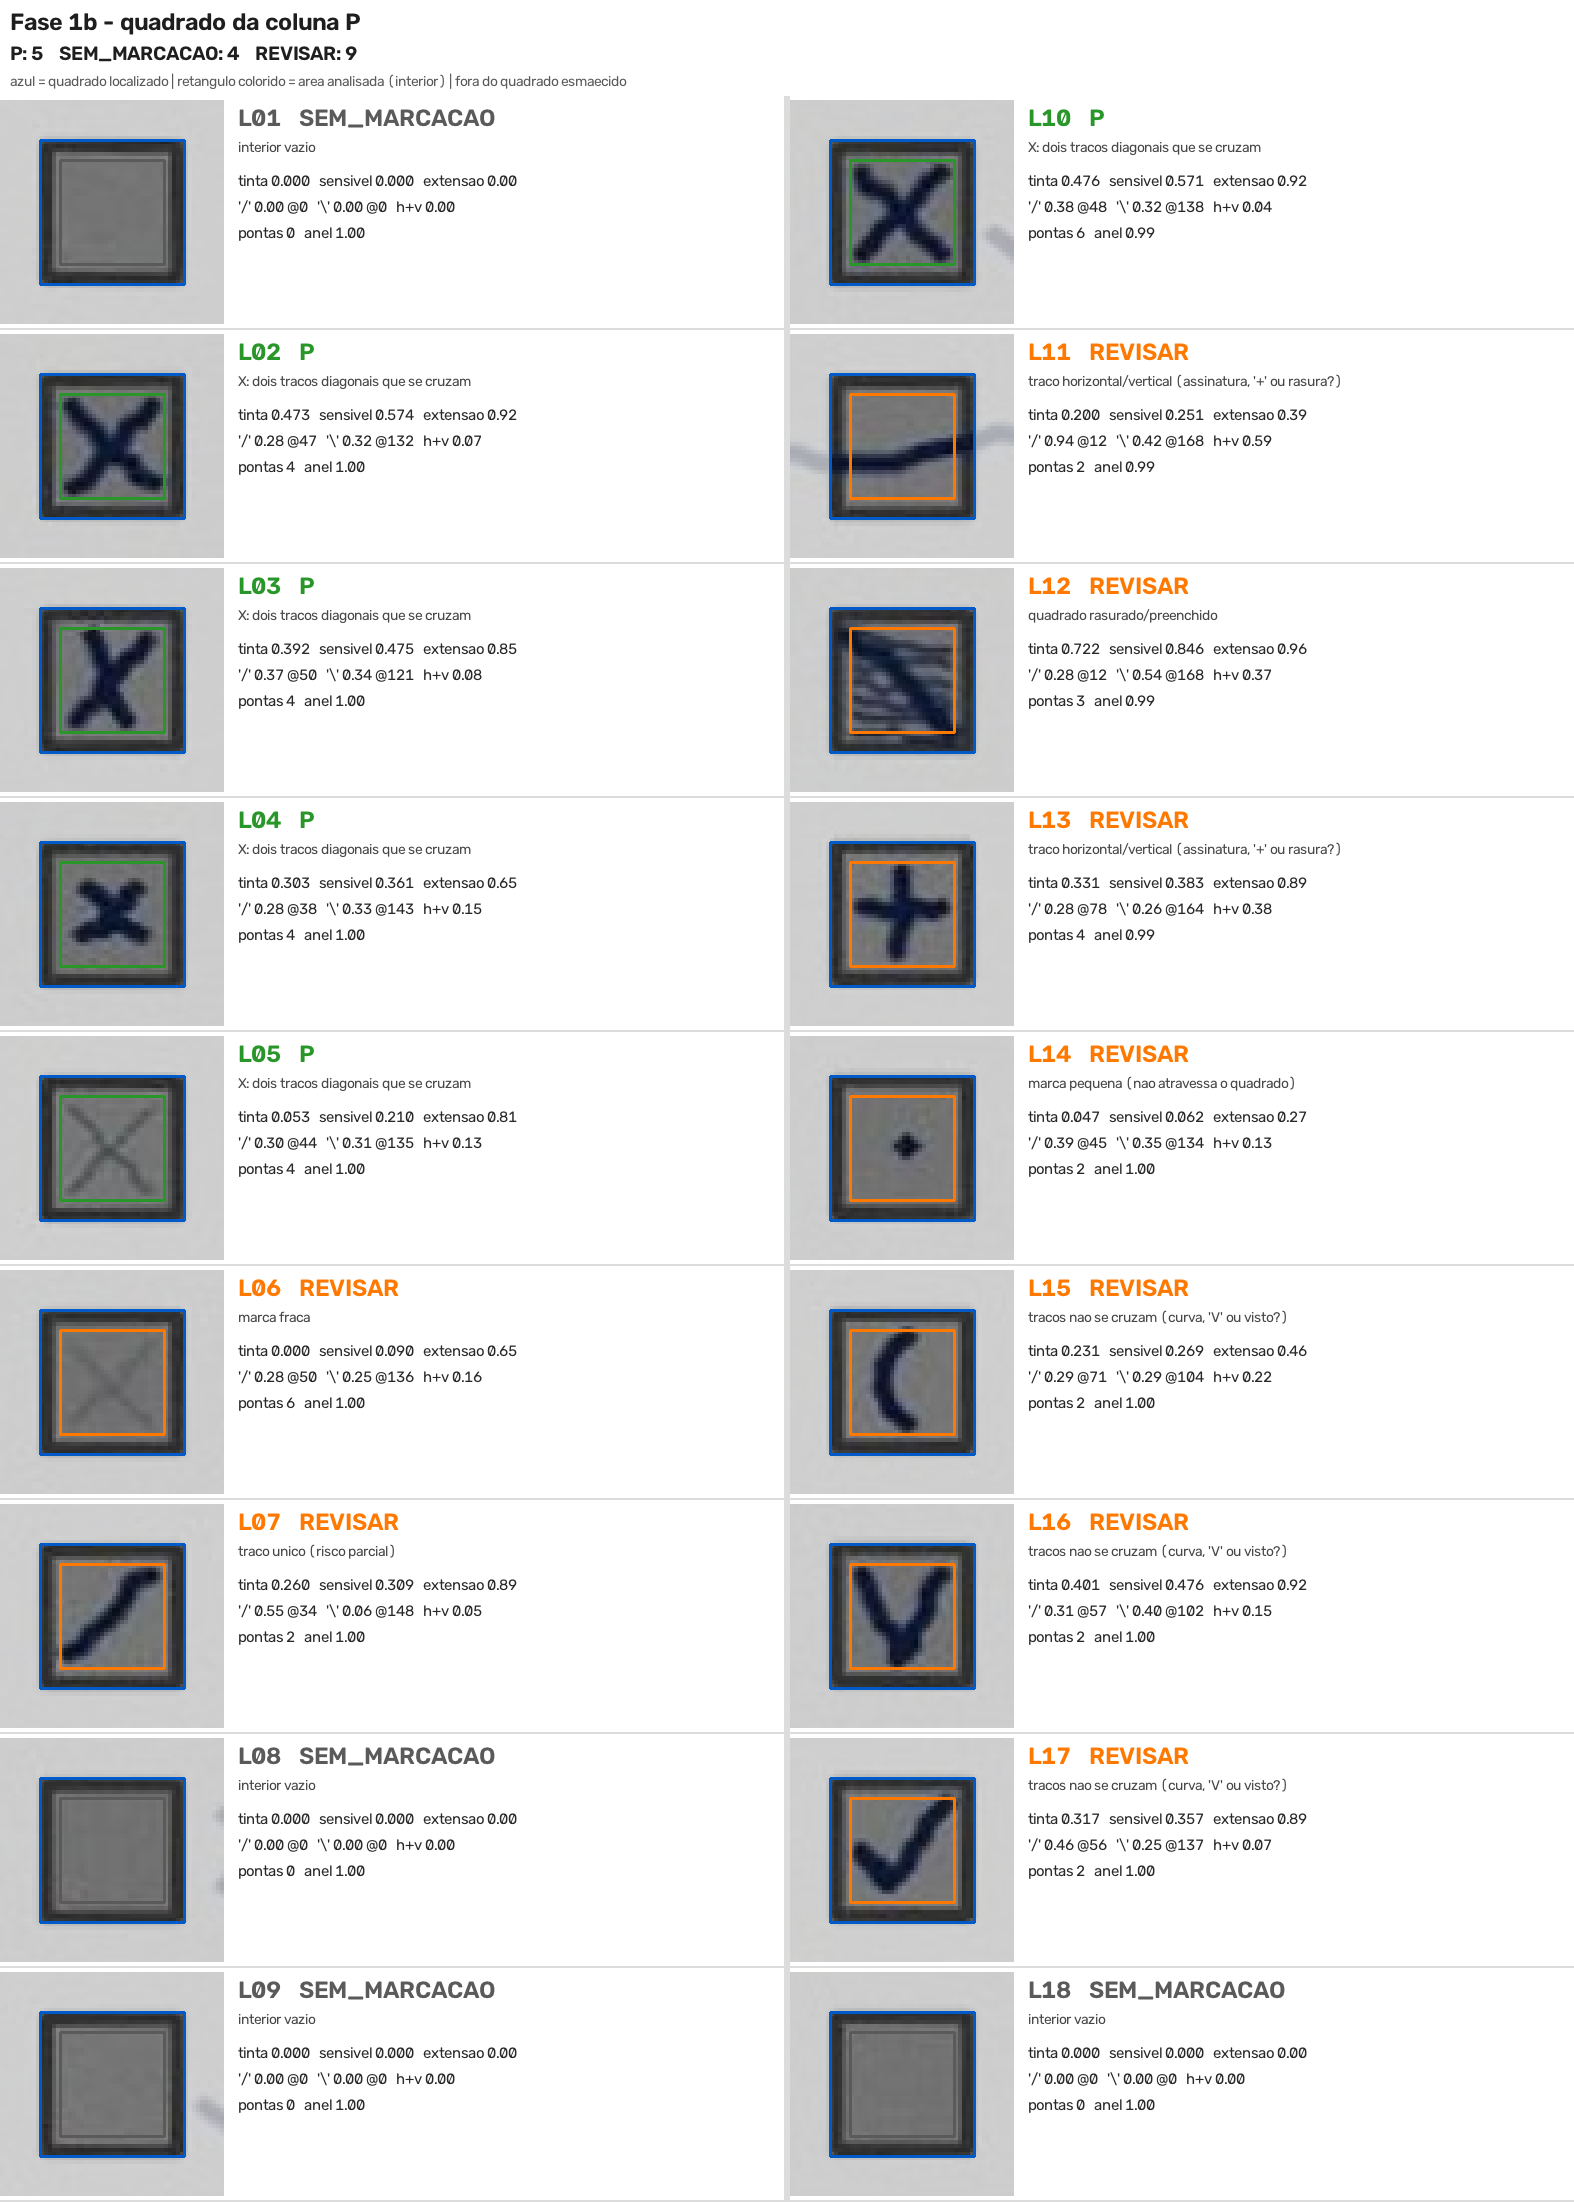 Fase 1b - quadrado da coluna P
P: 5 SEM_MARCACAO: 4 REVISAR: 9
azul = quadrado localizado | retangulo colorido = area analisada (interior) | fora do quadrado esmaecido
L01 SEM_MARCACAO
interior vazio
tinta 0.000 sensivel 0.000 extensao 0.00
'/' 0.00 @0 '\' 0.00 @0 h+v 0.00
pontas 0 anel 1.00
L02 P
X: dois tracos diagonais que se cruzam
tinta 0.473 sensivel 0.574 extensao 0.92
'/' 0.28 @47 '\' 0.32 @132 h+v 0.07
pontas 4 anel 1.00
L03 P
X: dois tracos diagonais que se cruzam
tinta 0.392 sensivel 0.475 extensao 0.85
'/' 0.37 @50 '\' 0.34 @121 h+v 0.08
pontas 4 anel 1.00
L04 P
X: dois tracos diagonais que se cruzam
tinta 0.303 sensivel 0.361 extensao 0.65
'/' 0.28 @38 '\' 0.33 @143 h+v 0.15
pontas 4 anel 1.00
L05 P
X: dois tracos diagonais que se cruzam
tinta 0.053 sensivel 0.210 extensao 0.81
'/' 0.30 @44 '\' 0.31 @135 h+v 0.13
pontas 4 anel 1.00
L06 REVISAR
marca fraca
tinta 0.000 sensivel 0.090 extensao 0.65
'/' 0.28 @50 '\' 0.25 @136 h+v 0.16
pontas 6 anel 1.00
L07 REVISAR
traco unico (risco parcial)
tinta 0.260 sensivel 0.309 extensao 0.89
'/' 0.55 @34 '\' 0.06 @148 h+v 0.05
pontas 2 anel 1.00
L08 SEM_MARCACAO
interior vazio
tinta 0.000 sensivel 0.000 extensao 0.00
'/' 0.00 @0 '\' 0.00 @0 h+v 0.00
pontas 0 anel 1.00
L09 SEM_MARCACAO
interior vazio
tinta 0.000 sensivel 0.000 extensao 0.00
'/' 0.00 @0 '\' 0.00 @0 h+v 0.00
pontas 0 anel 1.00
L10 P
X: dois tracos diagonais que se cruzam
tinta 0.476 sensivel 0.571 extensao 0.92
'/' 0.38 @48 '\' 0.32 @138 h+v 0.04
pontas 6 anel 0.99
L11 REVISAR
traco horizontal/vertical (assinatura, '+' ou rasura?)
tinta 0.200 sensivel 0.251 extensao 0.39
'/' 0.94 @12 '\' 0.42 @168 h+v 0.59
pontas 2 anel 0.99
L12 REVISAR
quadrado rasurado/preenchido
tinta 0.722 sensivel 0.846 extensao 0.96
'/' 0.28 @12 '\' 0.54 @168 h+v 0.37
pontas 3 anel 0.99
L13 REVISAR
traco horizontal/vertical (assinatura, '+' ou rasura?)
tinta 0.331 sensivel 0.383 extensao 0.89
'/' 0.28 @78 '\' 0.26 @164 h+v 0.38
pontas 4 anel 0.99
L14 REVISAR
marca pequena (nao atravessa o quadrado)
tinta 0.047 sensivel 0.062 extensao 0.27
'/' 0.39 @45 '\' 0.35 @134 h+v 0.13
pontas 2 anel 1.00
L15 REVISAR
tracos nao se cruzam (curva, 'V' ou visto?)
tinta 0.231 sensivel 0.269 extensao 0.46
'/' 0.29 @71 '\' 0.29 @104 h+v 0.22
pontas 2 anel 1.00
L16 REVISAR
tracos nao se cruzam (curva, 'V' ou visto?)
tinta 0.401 sensivel 0.476 extensao 0.92
'/' 0.31 @57 '\' 0.40 @102 h+v 0.15
pontas 2 anel 1.00
L17 REVISAR
tracos nao se cruzam (curva, 'V' ou visto?)
tinta 0.317 sensivel 0.357 extensao 0.89
'/' 0.46 @56 '\' 0.25 @137 h+v 0.07
pontas 2 anel 1.00
L18 SEM_MARCACAO
interior vazio
tinta 0.000 sensivel 0.000 extensao 0.00
'/' 0.00 @0 '\' 0.00 @0 h+v 0.00
pontas 0 anel 1.00